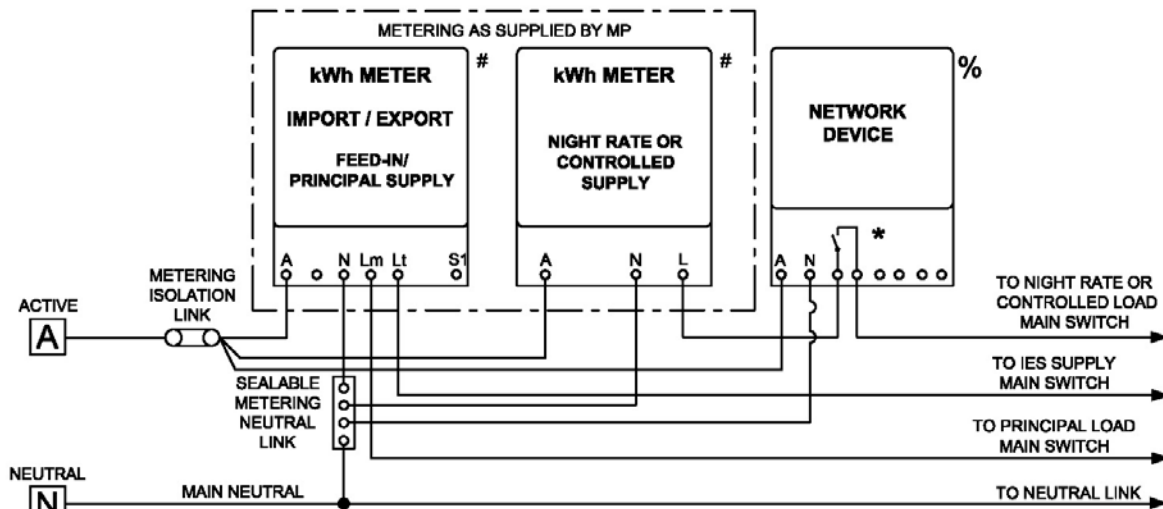 METERING AS SUPPLIED BY MP
kWh METER
#
IMPORT / EXPORT
FEED-IN/
PRINCIPAL SUPPLY
A
N
Lm
Lt
S1
kWh METER
#
NIGHT RATE OR
CONTROLLED
SUPPLY
A
N
L
%
NETWORK
DEVICE
*
A
N
METERING
ISOLATION
LINK
ACTIVE
A
SEALABLE
METERING
NEUTRAL
LINK
NEUTRAL
N
MAIN NEUTRAL
TO NIGHT RATE OR
CONTROLLED LOAD
MAIN SWITCH
TO IES SUPPLY
MAIN SWITCH
TO PRINCIPAL LOAD
MAIN SWITCH
TO NEUTRAL LINK